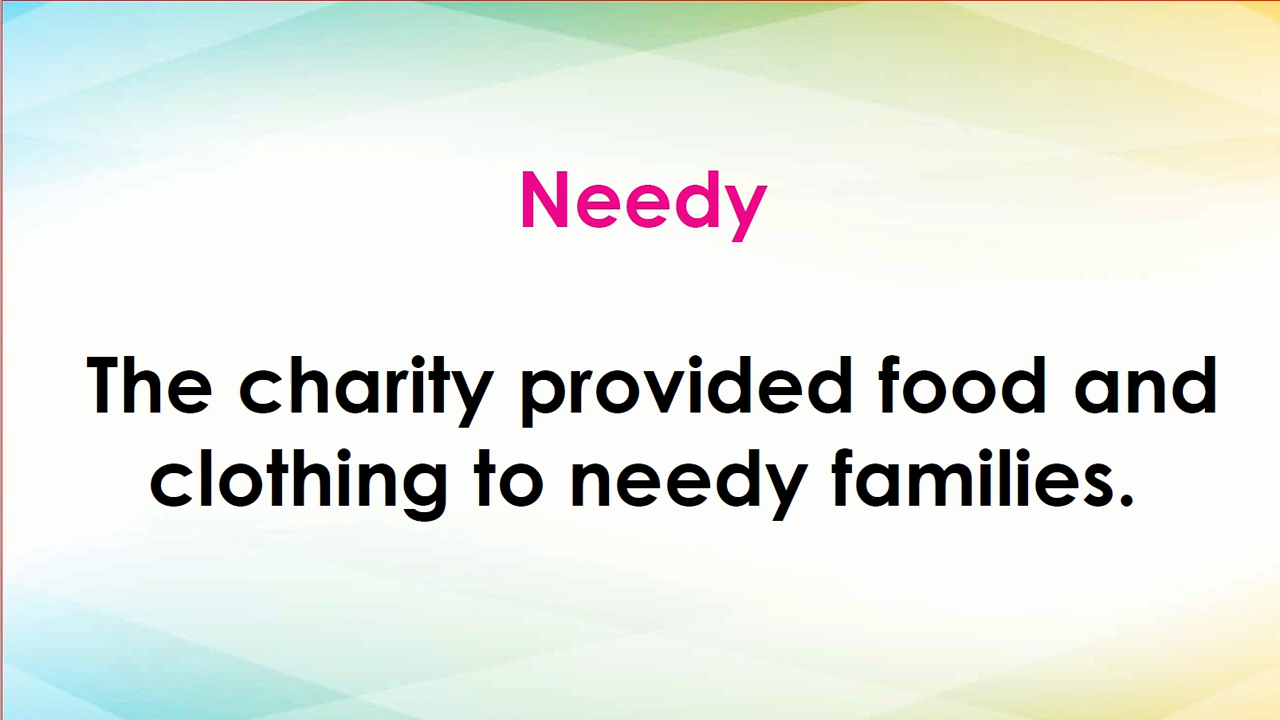 Needy
The charity provided food and
clothing to needy families.